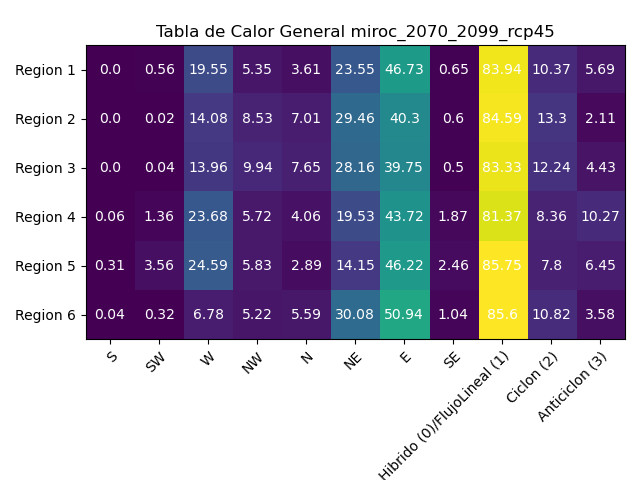 Tabla de Calor General miroc_2070_2099_rcp45
Region 1 0.0 0.56 19.55 5.35 3.61 23.55 46.73 0.65 83.94 10.37 5.69
Region 2 0.0 0.02 14.08 8.53 7.01 29.46 40.3 0.6 84.59 13.3 2.11
Region 3 0.0 0.04 13.96 9.94 7.65 28.16 39.75 0.5 83.33 12.24 4.43
Region 4 0.06 1.36 23.68 5.72 4.06 19.53 43.72 1.87 81.37 8.36 10.27
Region 5 0.31 3.56 24.59 5.83 2.89 14.15 46.22 2.46 85.75 7.8 6.45
Region 6 0.04 0.32 6.78 5.22 5.59 30.08 50.94 1.04 85.6 10.82 3.58
S SW W NW N NE E SE Hibrido (0)/FlujoLineal (1) Ciclon (2) Anticiclon (3)